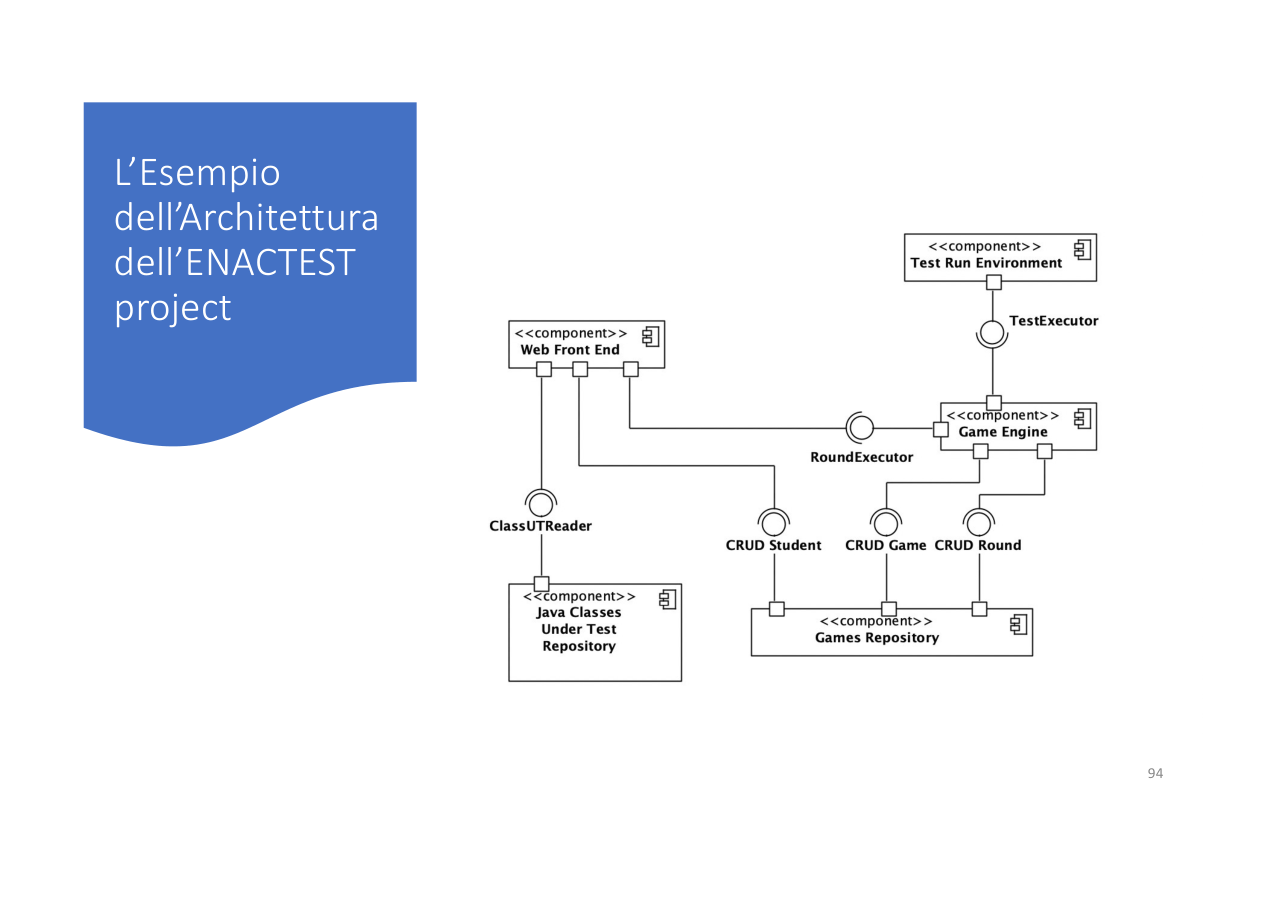 L’Esempio
dell’Architettura
dell’ENACTEST
project
<<component>>
Test Run Environment
TestExecutor
<<component>>
Web Front End
<<component>>
Game Engine
RoundExecutor
ClassUTReader
CRUD Student
CRUD Game
CRUD Round
<<component>>
Java Classes
Under Test
Repository
<<component>>
Games Repository
94